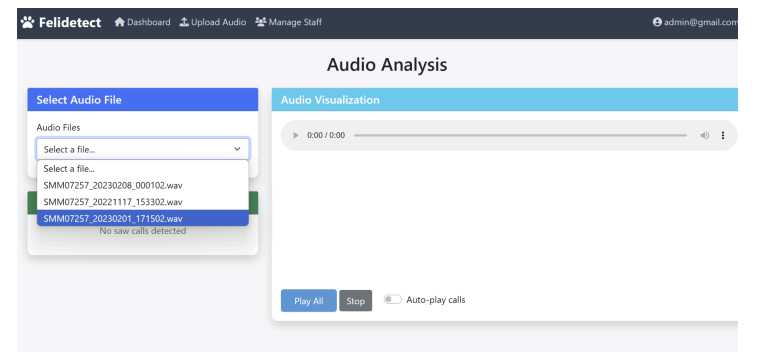 Felidetect Dashboard Upload Audio Manage Staff admin@gmail.com
Audio Analysis
Select Audio File
Audio Files
Select a file...
Select a file...
SMM07257_20230208_000102.wav
SMM07257_20221117_153302.wav
SMM07257_20230201_171502.wav
No saw calls detected
Audio Visualization
0:00 / 0:00
Play All Stop Auto-play calls